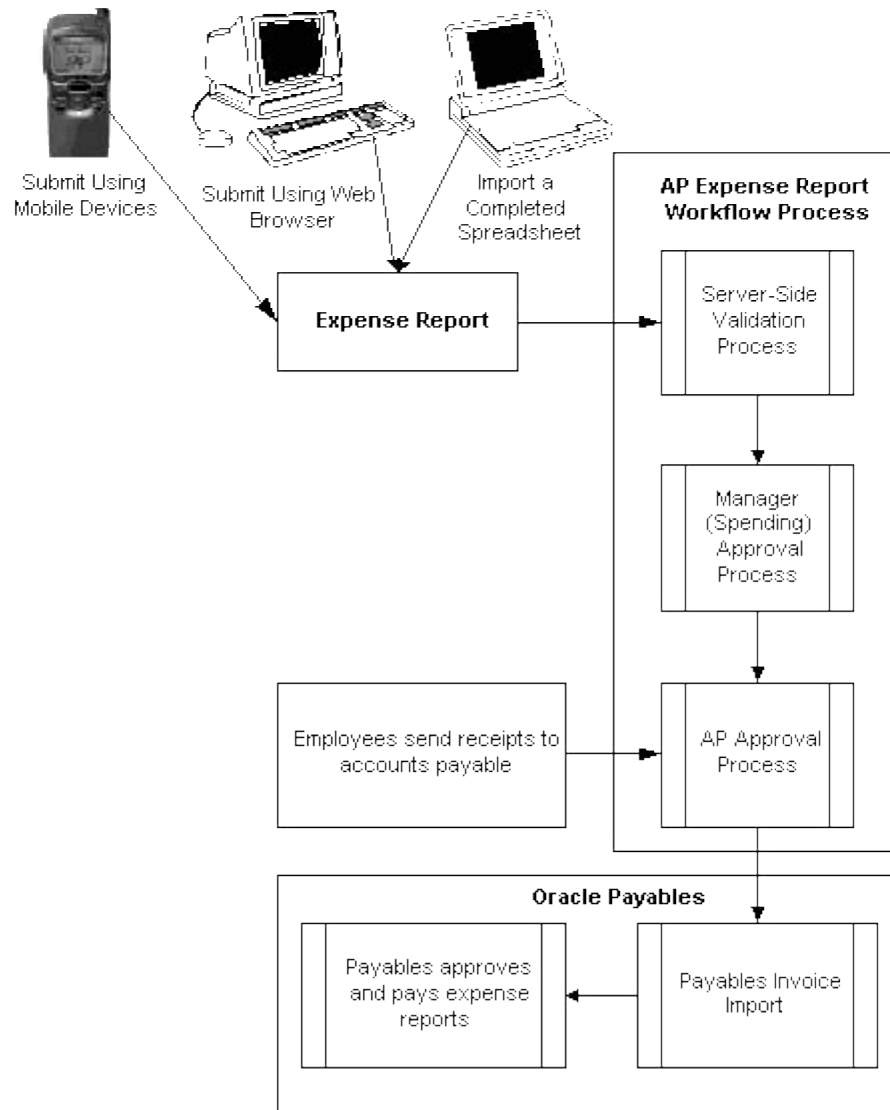 Submit Using
Mobile Devices
Submit Using Web
Browser
Import a
Completed
Spreadsheet
AP Expense Report
Workflow Process
Expense Report
Server-Side
Validation
Process
Manager
(Spending)
Approval
Process
Employees send receipts to
accounts payable
AP Approval
Process
Oracle Payables
Payables approves
and pays expense
reports
Payables Invoice
Import